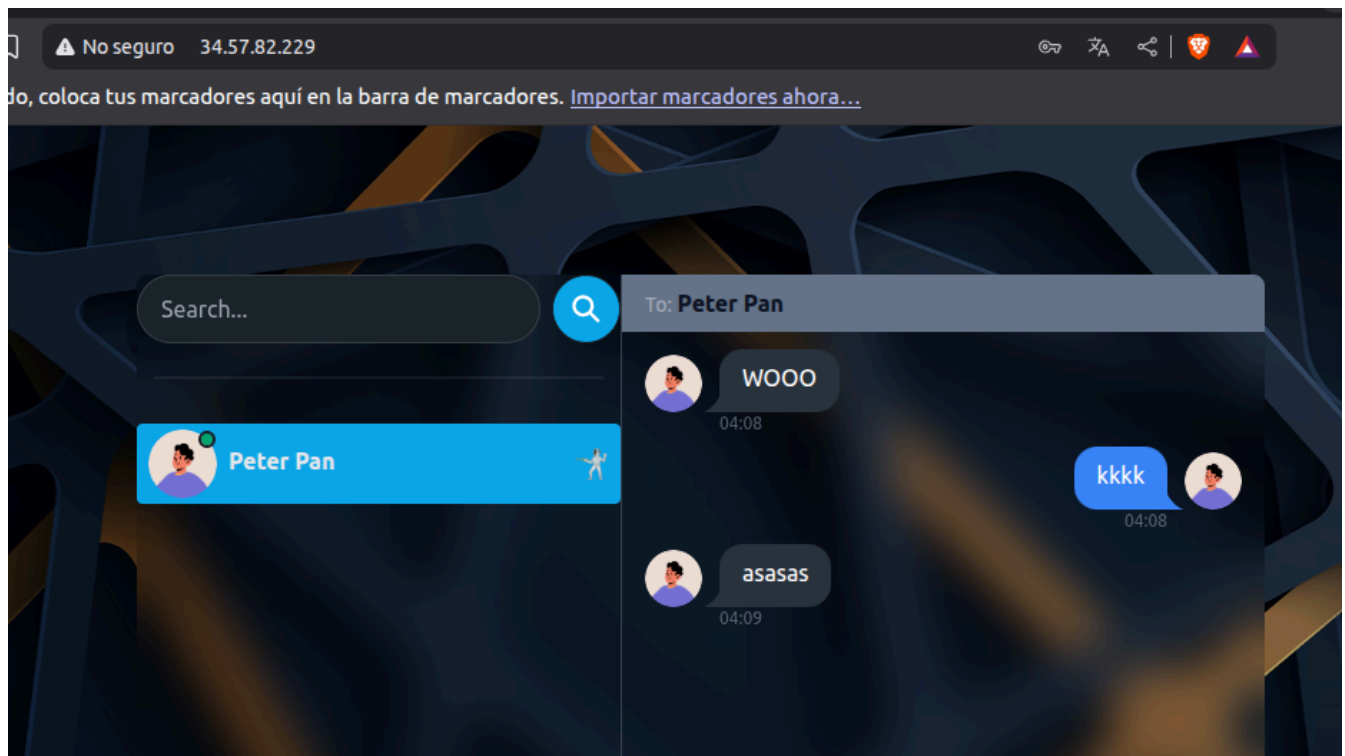 No seguro 34.57.82.229
do, coloca tus marcadores aquí en la barra de marcadores. Importar marcadores ahora...
Search...
To: Peter Pan
WOOO
04:08
Peter Pan
kkkk
04:08
asasas
04:09